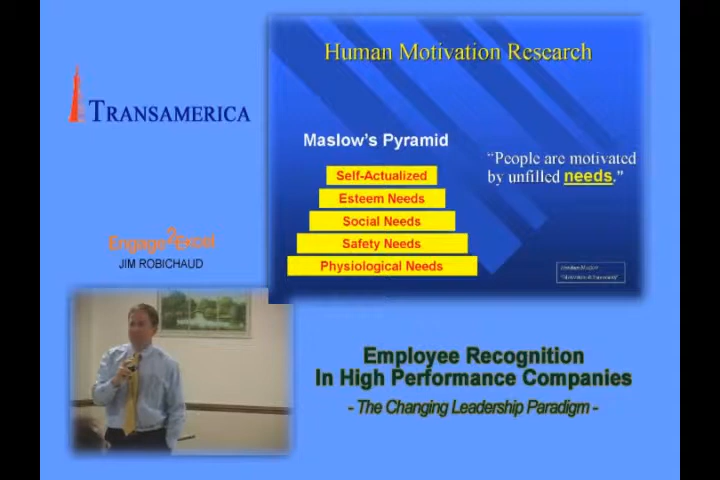 Human Motivation Research
TRANSAMERICA
Maslow's Pyramid
"People are motivated
by unfilled needs."
Self-Actualized
Esteem Needs
Social Needs
Safety Needs
Physiological Needs
Engage2Excel
JIM ROBICHAUD
Employee Recognition
In High Performance Companies
- The Changing Leadership Paradigm -